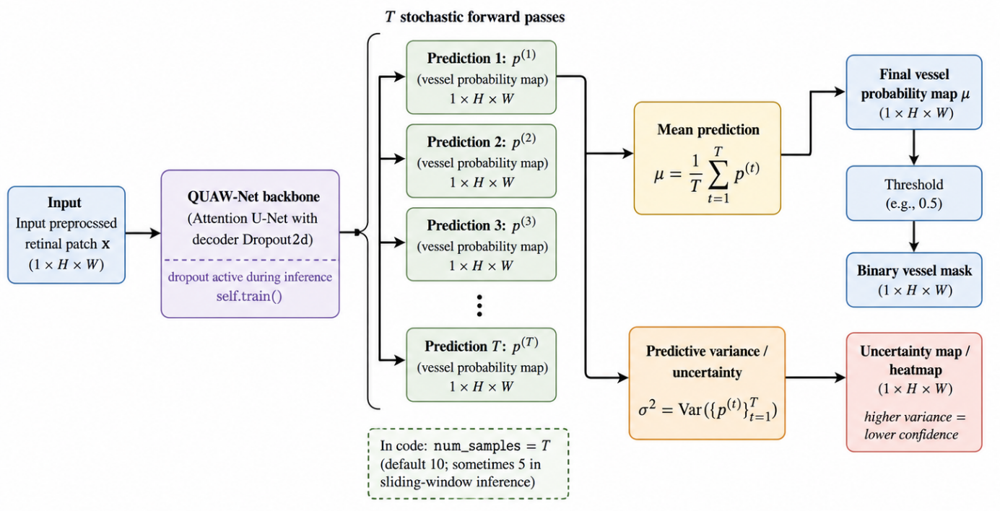 T stochastic forward passes
Input
Input preprocssed
retinal patch x
(1 × H × W)
QUAW-Net backbone
(Attention U-Net with
decoder Dropout2d)
dropout active during inference
self.train()
Prediction 1: p^(1)
(vessel probability map)
1 × H × W
Prediction 2: p^(2)
(vessel probability map)
1 × H × W
Prediction 3: p^(3)
(vessel probability map)
1 × H × W
⋮
Prediction T: p^(T)
(vessel probability map)
1 × H × W
In code: num_samples = T
(default 10; sometimes 5 in
sliding-window inference)
Mean prediction
μ = 1/T ∑_{t=1}^{T} p^(t)
Predictive variance /
uncertainty
σ² = Var({p^(t)}_{t=1}^{T})
Final vessel
probability map μ
(1 × H × W)
Threshold
(e.g., 0.5)
Binary vessel mask
(1 × H × W)
Uncertainty map /
heatmap
(1 × H × W)
higher variance =
lower confidence